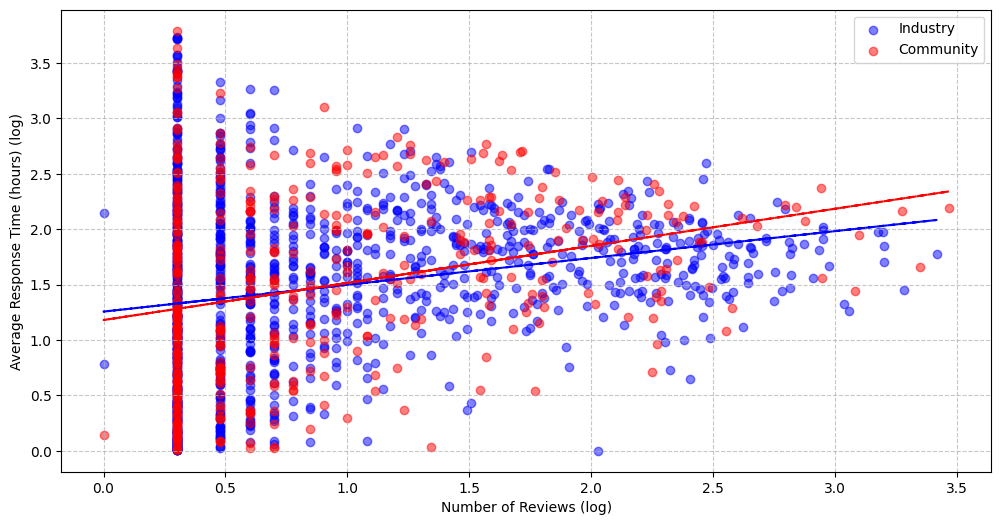 Industry
Community
Average Response Time (hours) (log)
3.5
3.0
2.5
2.0
1.5
1.0
0.5
0.0
0.0 0.5 1.0 1.5 2.0 2.5 3.0 3.5
Number of Reviews (log)